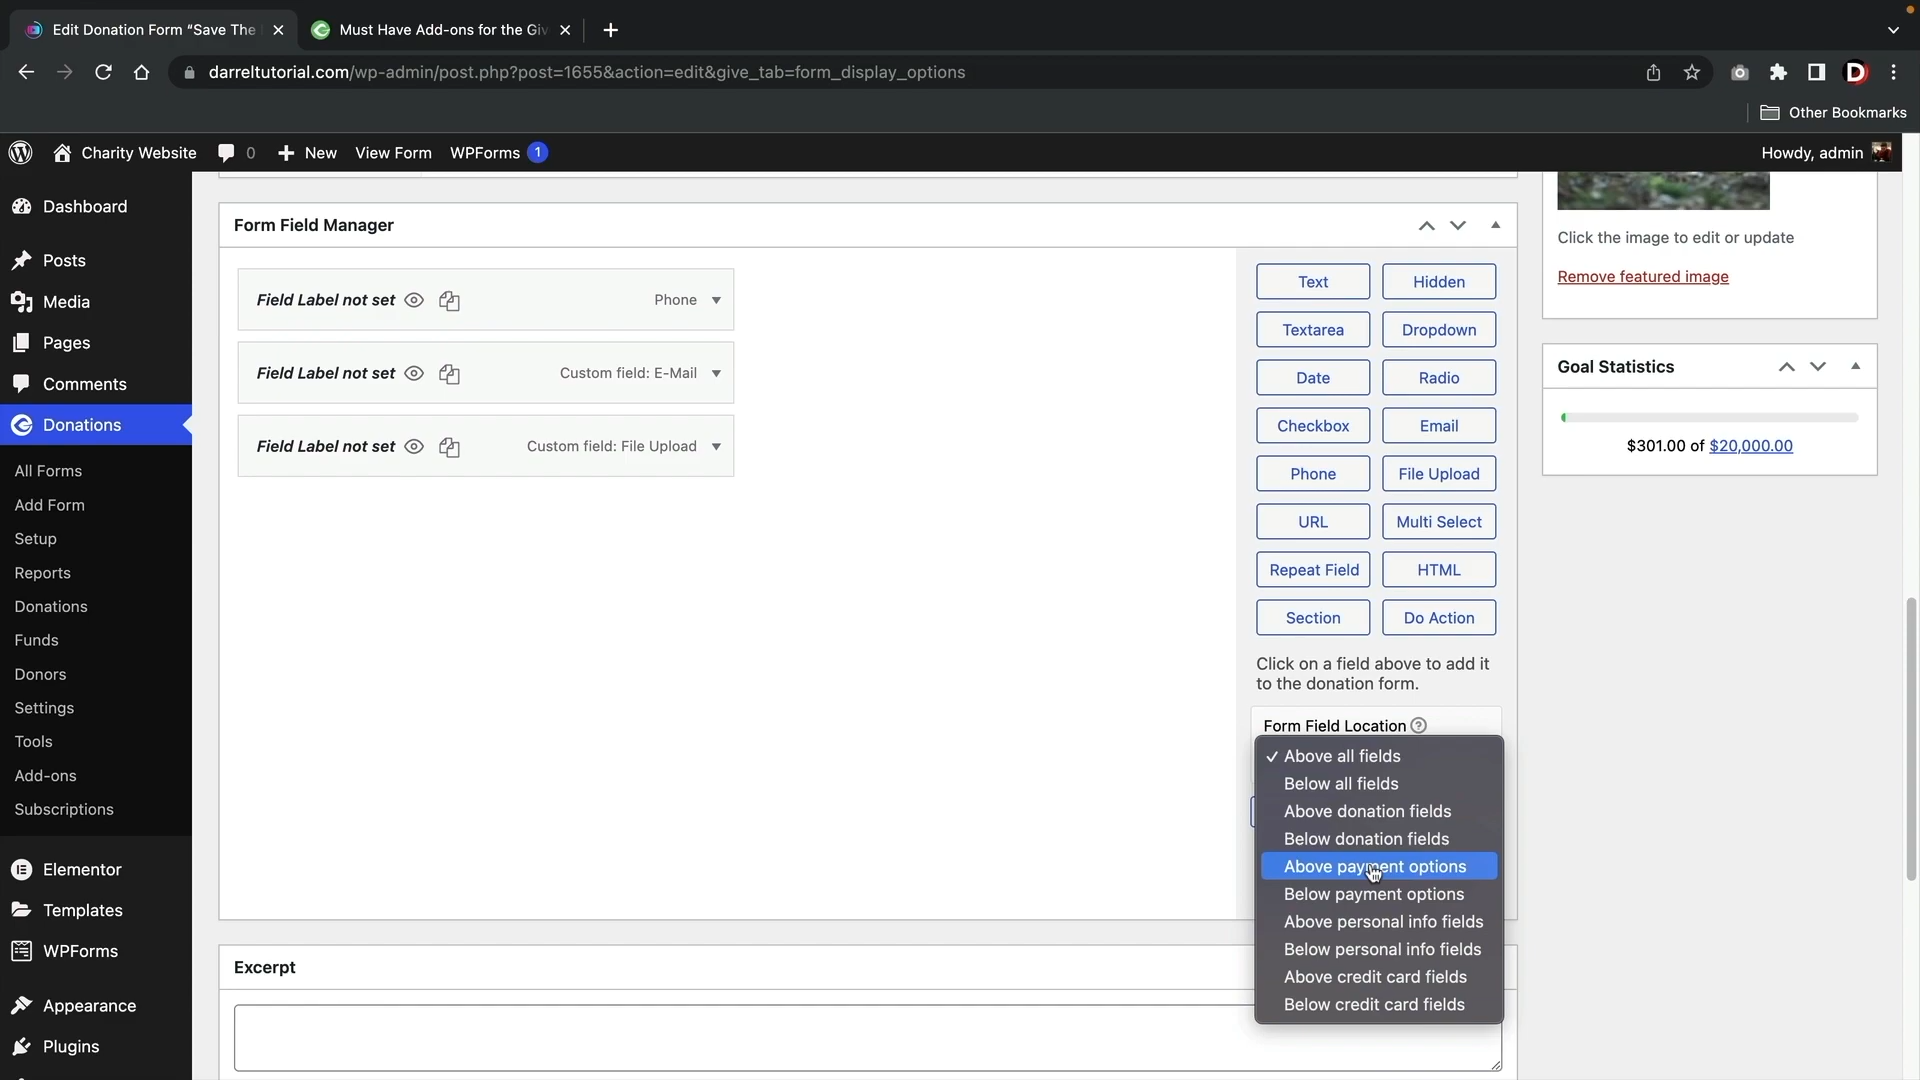 Edit Donation Form “Save The
Must Have Add-ons for the Giv
darreltutorial.com/wp-admin/post.php?post=1655&action=edit&give_tab=form_display_options
Other Bookmarks
Charity Website
0
New
View Form
WPForms 1
Howdy, admin
Dashboard
Posts
Media
Pages
Comments
Donations
All Forms
Add Form
Setup
Reports
Donations
Funds
Donors
Settings
Tools
Add-ons
Subscriptions
Elementor
Templates
WPForms
Appearance
Plugins
Form Field Manager
Field Label not set
Phone
Field Label not set
Custom field: E-Mail
Field Label not set
Custom field: File Upload
Text
Hidden
Textarea
Dropdown
Date
Radio
Checkbox
Email
Phone
File Upload
URL
Multi Select
Repeat Field
HTML
Section
Do Action
Click on a field above to add it
to the donation form.
Form Field Location ?
✓ Above all fields
Below all fields
Above donation fields
Below donation fields
Above payment options
Below payment options
Above personal info fields
Below personal info fields
Above credit card fields
Below credit card fields
Excerpt
Click the image to edit or update
Remove featured image
Goal Statistics
$301.00 of $20,000.00